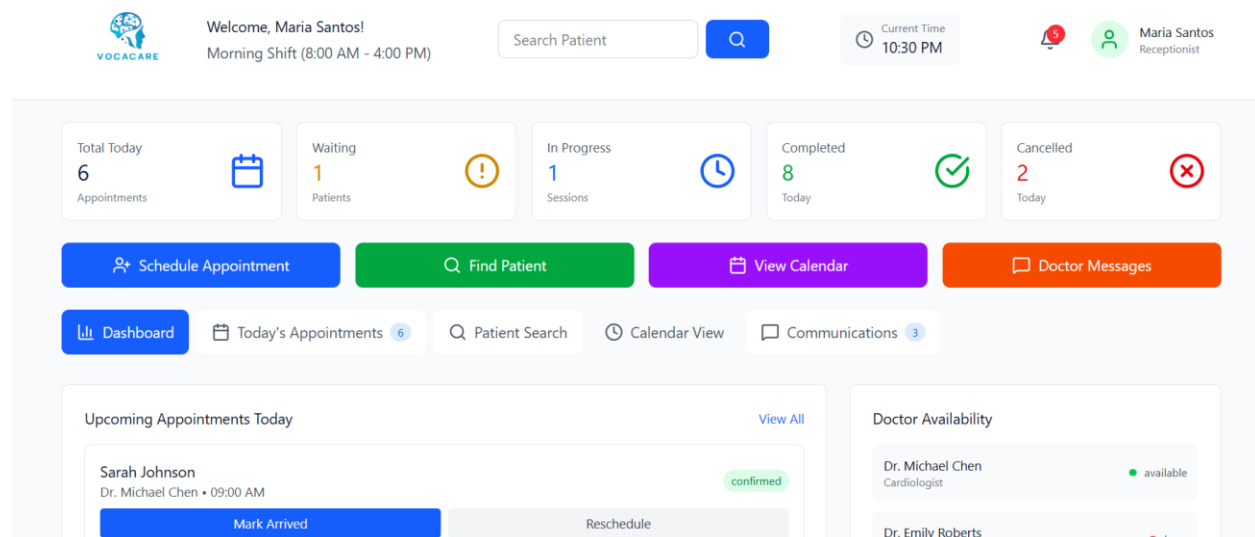 VOCACARE
Welcome, Maria Santos!
Morning Shift (8:00 AM - 4:00 PM)
Search Patient
Current Time
10:30 PM
5
Maria Santos
Receptionist
Total Today
6
Appointments
Waiting
1
Patients
In Progress
1
Sessions
Completed
8
Today
Cancelled
2
Today
Schedule Appointment
Find Patient
View Calendar
Doctor Messages
Dashboard
Today's Appointments 6
Patient Search
Calendar View
Communications 3
Upcoming Appointments Today
View All
Sarah Johnson
Dr. Michael Chen • 09:00 AM
confirmed
Mark Arrived
Reschedule
Doctor Availability
Dr. Michael Chen
Cardiologist
available
Dr. Emily Roberts